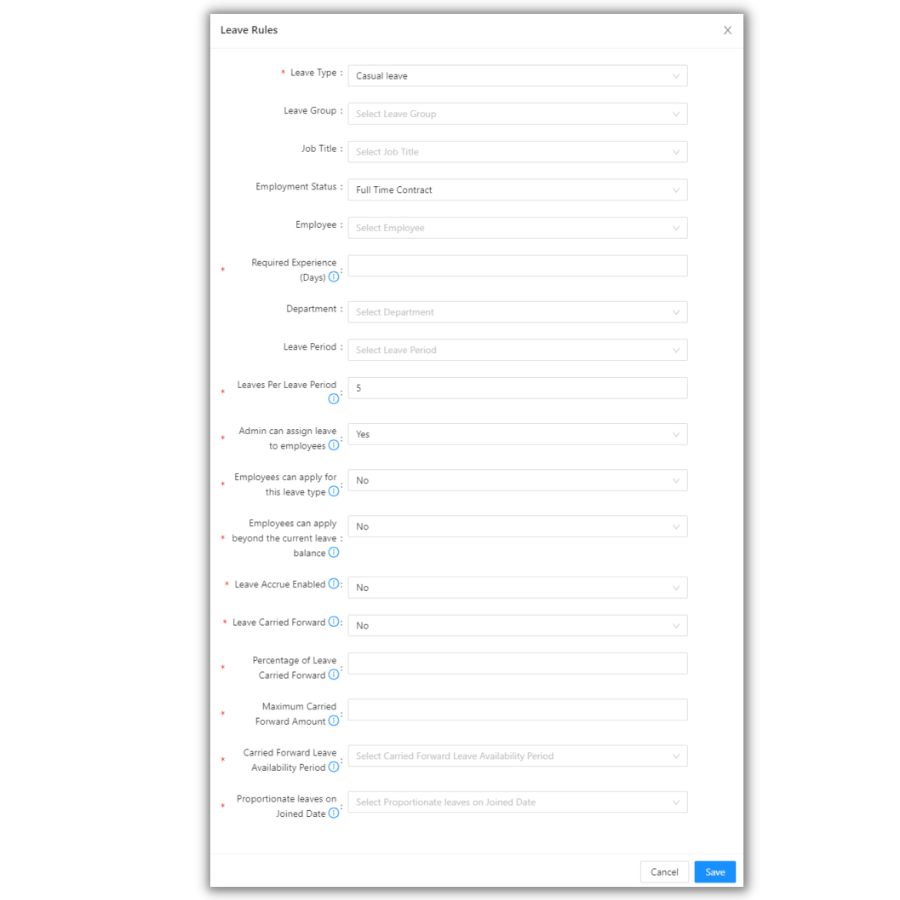 Leave Rules
* Leave Type : Casual leave
Leave Group : Select Leave Group
Job Title : Select Job Title
Employment Status : Full Time Contract
Employee : Select Employee
* Required Experience
(Days) :
Department : Select Department
Leave Period : Select Leave Period
* Leaves Per Leave Period : 5
* Admin can assign leave
to employees : Yes
* Employees can apply for
this leave type : No
Employees can apply
* beyond the current leave : No
balance
* Leave Accrue Enabled : No
* Leave Carried Forward : No
* Percentage of Leave
Carried Forward :
* Maximum Carried
Forward Amount :
* Carried Forward Leave
Availability Period : Select Carried Forward Leave Availability Period
* Proportionate leaves on
Joined Date : Select Proportionate leaves on Joined Date
Cancel Save